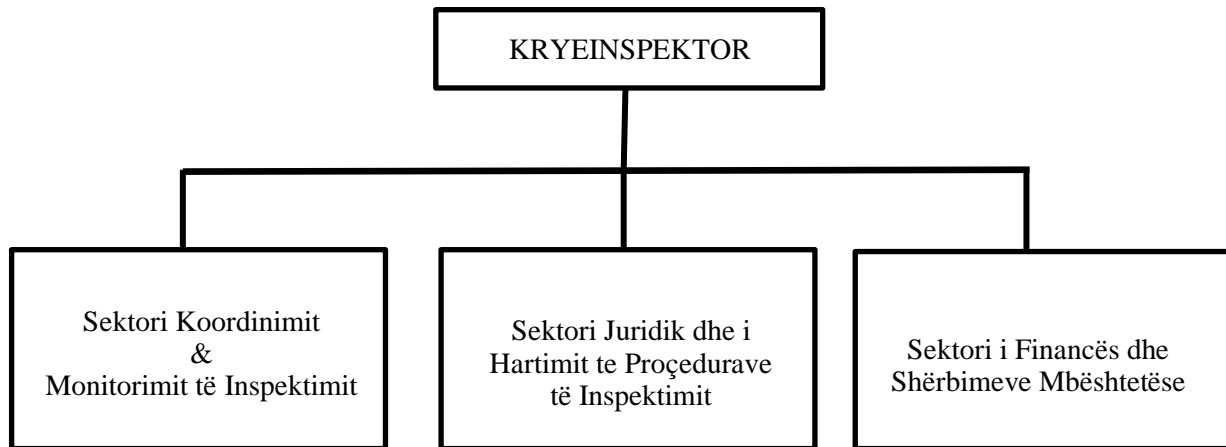 KRYEINSPEKTOR
Sektori Koordinimit
&
Monitorimit të Inspektimit
Sektori Juridik dhe i
Hartimit te Proçedurave
të Inspektimit
Sektori i Financës dhe
Shërbimeve Mbështetëse